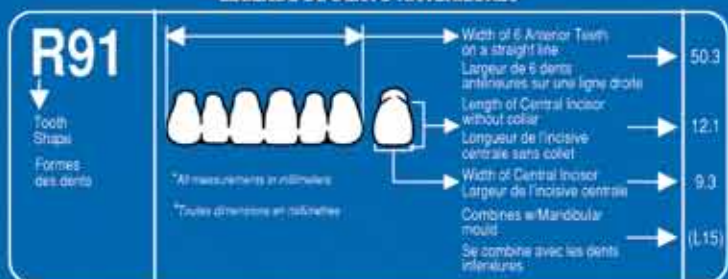 R91
Tooth
Shape
Formes
des dents
*All measurements in millimeters
*Toutes dimensions en millimettes
Width of 6 Anterior Teeth
on a straight line
Largeur de 6 dents
antérieures sur une ligne droite
50.3
Length of Central Incisor
without collar
Longueur de l'incisive
centrale sans collet
12.1
Width of Central Incisor
Largeur de l'incisive centrale
9.3
Combines w/Mandibular
mould
Se combine avec les dents
inférieures
(L15)